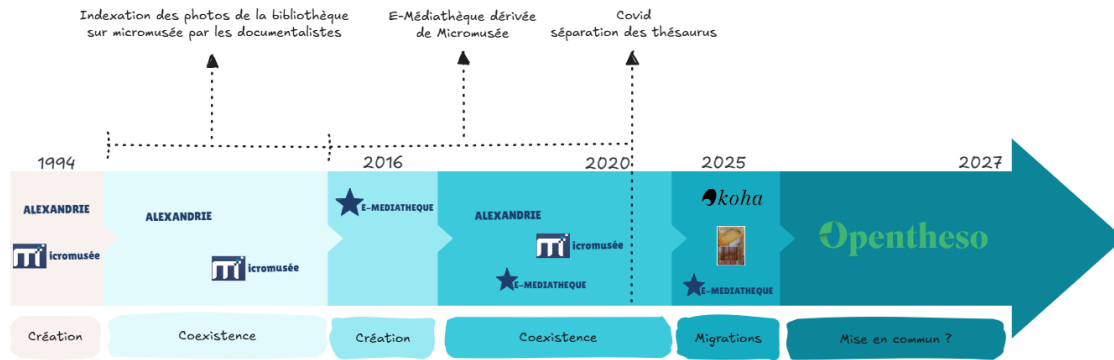 Indexation des photos de la bibliothèque
sur micromusée par les documentalistes
E-Médiathèque dérivée
de Micromusée
Covid
séparation des thésaurus
1994
2016
2020
2025
2027
ALEXANDRIE
icromusée
ALEXANDRIE
icromusée
E-MEDIATHEQUE
ALEXANDRIE
icromusée
E-MEDIATHEQUE
koha
E-MEDIATHEQUE
Opentheso
Création
Coexistence
Création
Coexistence
Migrations
Mise en commun ?